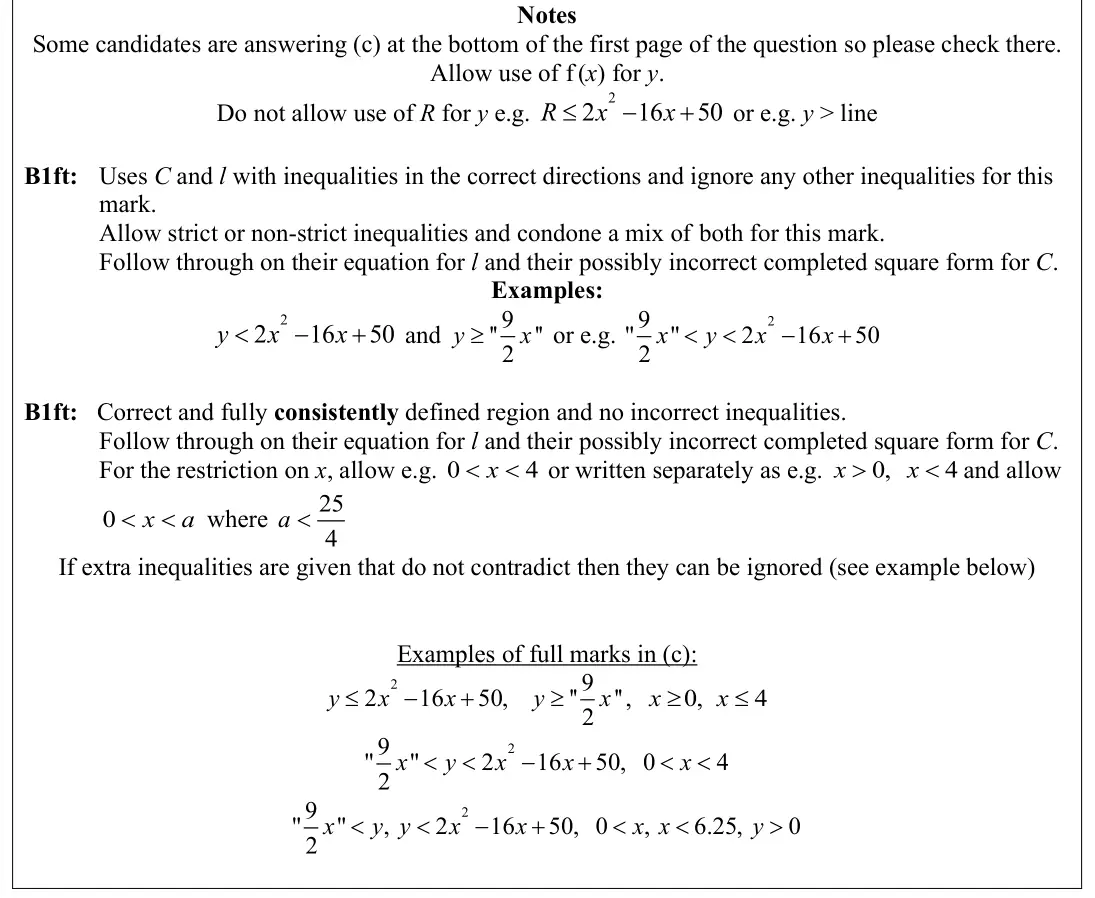 Notes
Some candidates are answering (c) at the bottom of the first page of the question so please check there.
Allow use of f(x) for y.
Do not allow use of R for y e.g. R ≤ 2x² −16x + 50 or e.g. y > line
B1ft: Uses C and l with inequalities in the correct directions and ignore any other inequalities for this
mark.
Allow strict or non-strict inequalities and condone a mix of both for this mark.
Follow through on their equation for l and their possibly incorrect completed square form for C.
Examples:
y < 2x² −16x + 50 and y ≥ "9/2 x" or e.g. "9/2 x" < y < 2x² −16x + 50
B1ft: Correct and fully consistently defined region and no incorrect inequalities.
Follow through on their equation for l and their possibly incorrect completed square form for C.
For the restriction on x, allow e.g. 0 < x < 4 or written separately as e.g. x > 0, x < 4 and allow
0 < x < a where a < 25/4
If extra inequalities are given that do not contradict then they can be ignored (see example below)
Examples of full marks in (c):
y ≤ 2x² −16x + 50, y ≥ "9/2 x", x ≥ 0, x ≤ 4
"9/2 x" < y < 2x² −16x + 50, 0 < x < 4
"9/2 x" < y, y < 2x² −16x + 50, 0 < x, x < 6.25, y > 0